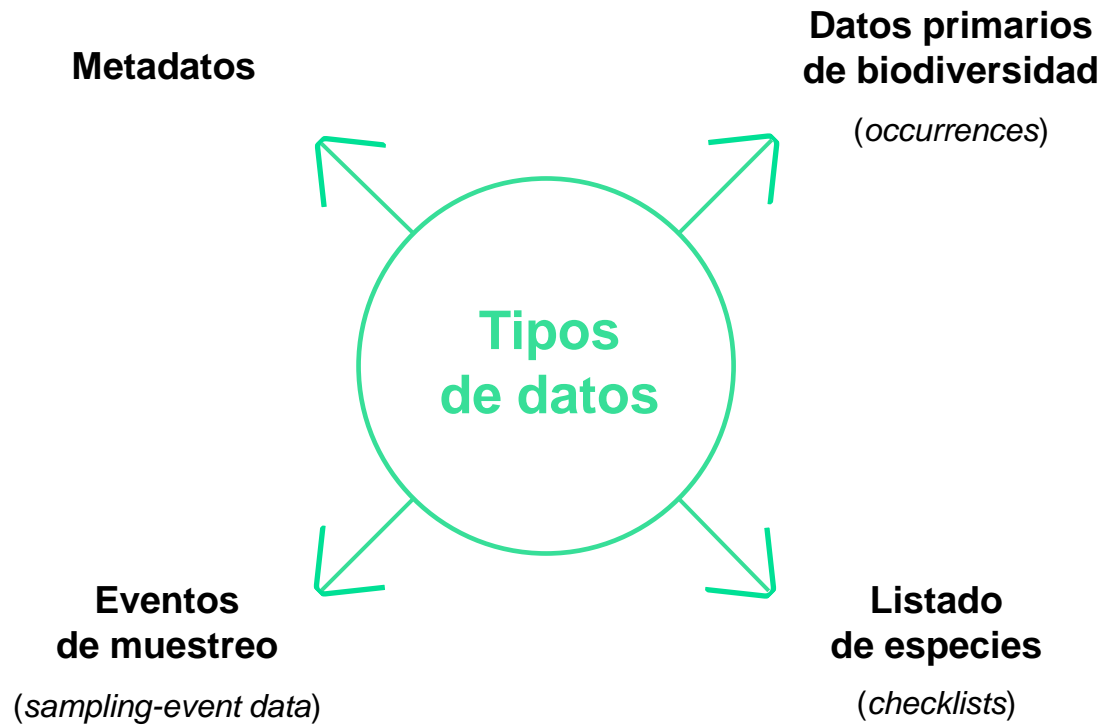 Metadatos
Datos primarios
de biodiversidad
(occurrences)
Tipos
de datos
Eventos
de muestreo
(sampling-event data)
Listado
de especies
(checklists)